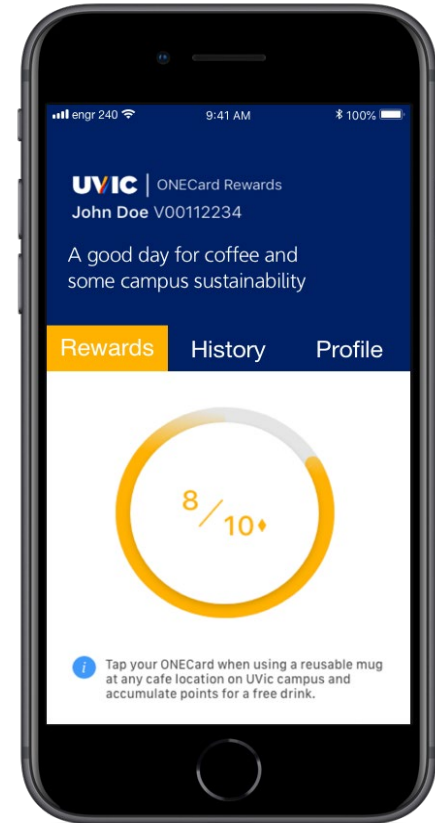 engr 240 9:41 AM 100%
UVIC | ONECard Rewards
John Doe V00112234
A good day for coffee and
some campus sustainability
Rewards History Profile
8/10
i Tap your ONECard when using a reusable mug
at any cafe location on UVic campus and
accumulate points for a free drink.